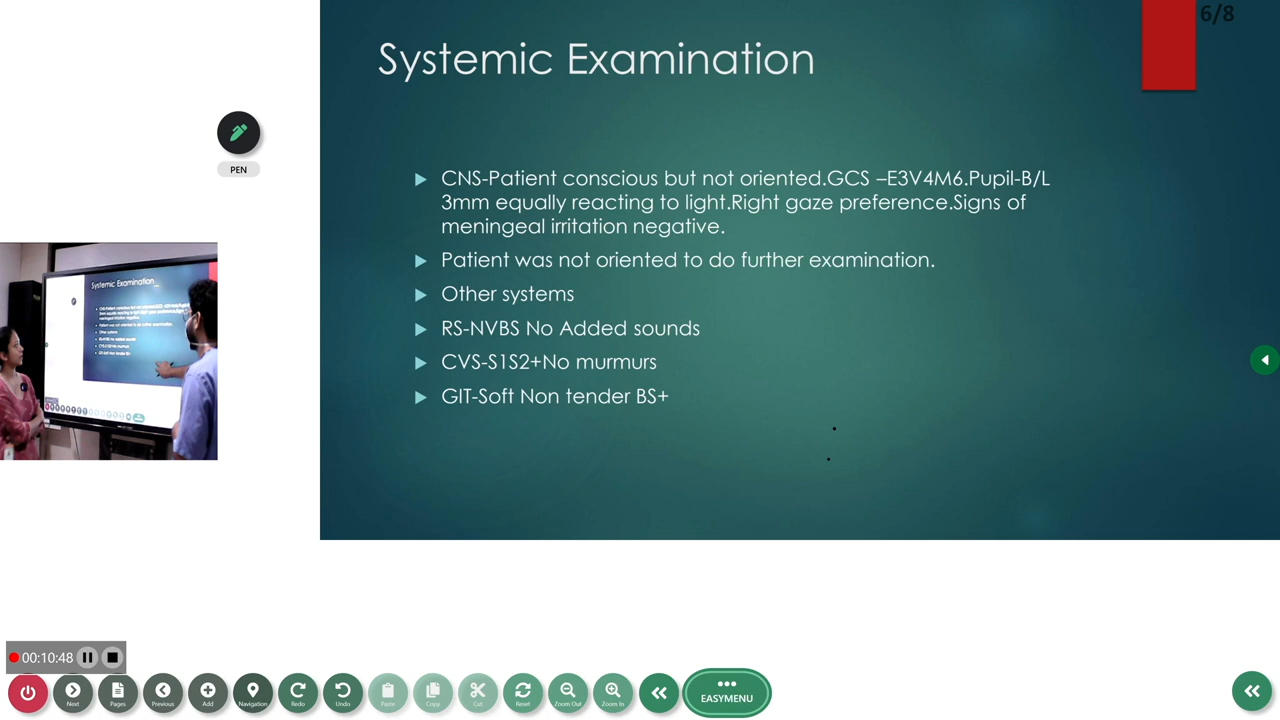 6/8
Systemic Examination
PEN
CNS-Patient conscious but not oriented.GCS –E3V4M6.Pupil-B/L
3mm equally reacting to light.Right gaze preference.Signs of
meningeal irritation negative.
Patient was not oriented to do further examination.
Other systems
RS-NVBS No Added sounds
CVS-S1S2+No murmurs
GIT-Soft Non tender BS+
Systemic Examination
00:10:48
Next Pages Previous Add Navigation Redo Undo Paste Copy Cut Reset Zoom Out Zoom In EASYMENU